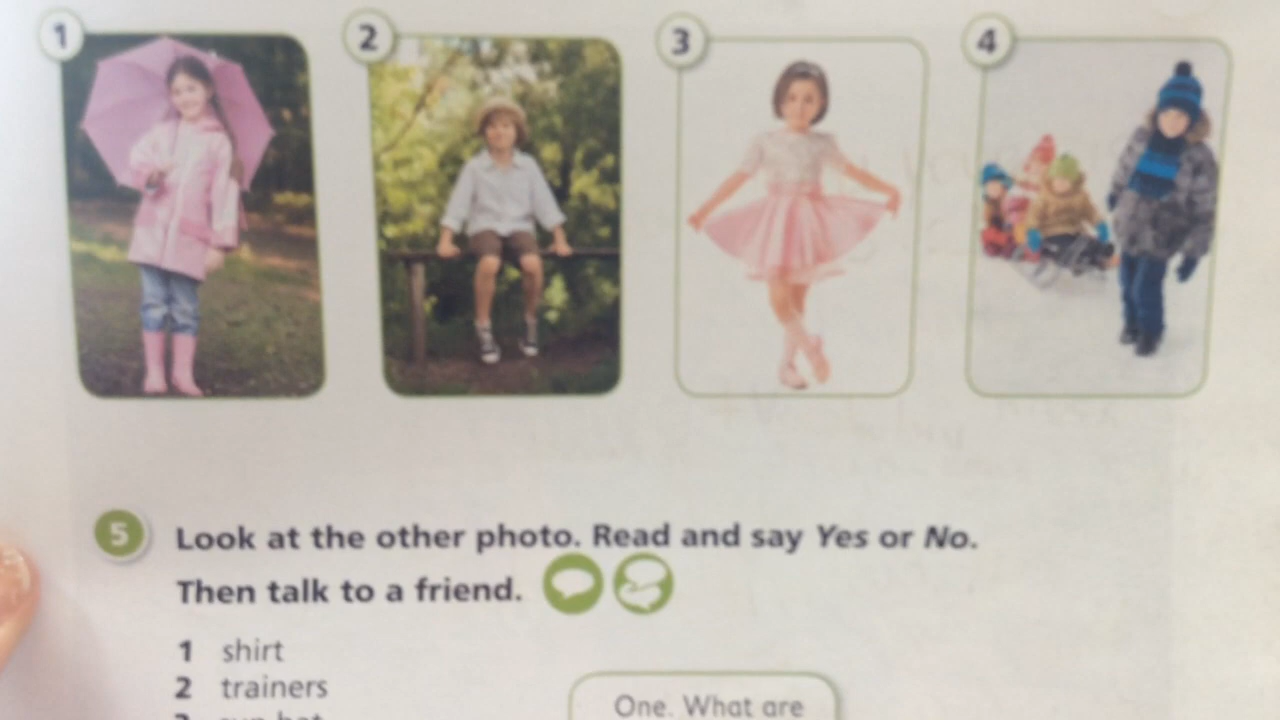 1 2 3 4
5 Look at the other photo. Read and say Yes or No.
Then talk to a friend.
1 shirt
2 trainers
One. What are